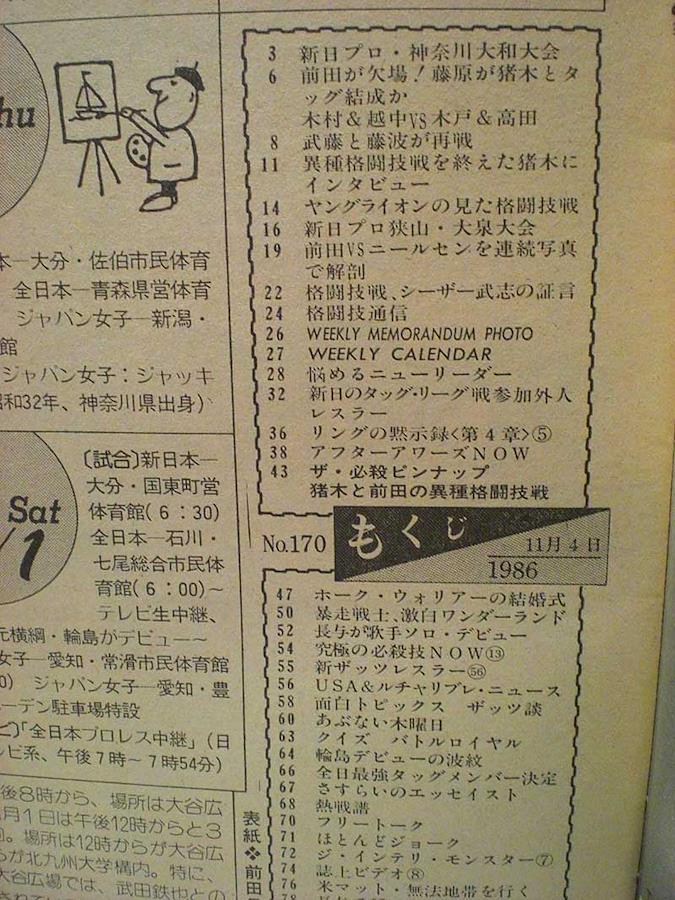 3 新日プロ・神奈川大和大会
6 前田が欠場！藤原が猪木とタ
ッグ結成か
木村＆越中VS木戸＆高田
8 武藤と藤波が再戦
11 異種格闘技戦を終えた猪木に
インタビュー
14 ヤングライオンの見た格闘技戦
16 新日プロ狭山・大泉大会
19 前田VSニールセンを連続写真
で解剖
22 格闘技戦、シーザー武志の証言
24 格闘技通信
26 WEEKLY MEMORANDUM PHOTO
27 WEEKLY CALENDAR
28 悩めるニューリーダー
32 新日のタッグ・リーグ戦参加外人
レスラー
36 リングの黙示録<第4章>⑤
38 アフターアワーズNOW
43 ザ・必殺ピンナップ
猪木と前田の異種格闘技戦
No.170
もくじ
11月4日
1986
47 ホーク・ウォリアーの結婚式
50 暴走戦士、激白ワンダーランド
52 長与が歌手ソロ・デビュー
54 究極の必殺技NOW⑬
55 新ザッツレスラー㊽
56 USA＆ルチャリブレ・ニュース
58 面白トピックス ザッツ談
60 あぶない木曜日
63 クイズ バトルロイヤル
64 輪島デビューの波紋
66 全日最強タッグメンバー決定
67 さすらいのエッセイスト
68 熱戦譜
70 フリートーク
71 ほとんどジョーク
72 ジ・インテリ・モンスター⑦
74 誌上ビデオ⑧
76 米マット・無法地帯を行く
78
表紙❖前田
hu
本―大分・佐伯市民体育
全日本―青森県営体育
ジャパン女子―新潟・
館
ジャパン女子：ジャッキ
和32年、神奈川県出身）
Sat
/1
〔試合〕新日本―
大分・国東町営
体育館(6：30)
全日本―石川・
七尾総合市民体
育館(6：00)～
テレビ生中継、
元横綱・輪島がデビュー～
女子―愛知・常滑市民体育館
0) ジャパン女子―愛知・豊
ーデン駐車場特設
ビ)「全日本プロレス中継」（日
レビ系、午後7時～7時54分）
後8時から、場所は大谷広
月1日は午後12時からと3
。場所は12時からが大谷広
らが北九州大学構内。特に、
大谷広場では、武田鉄也との